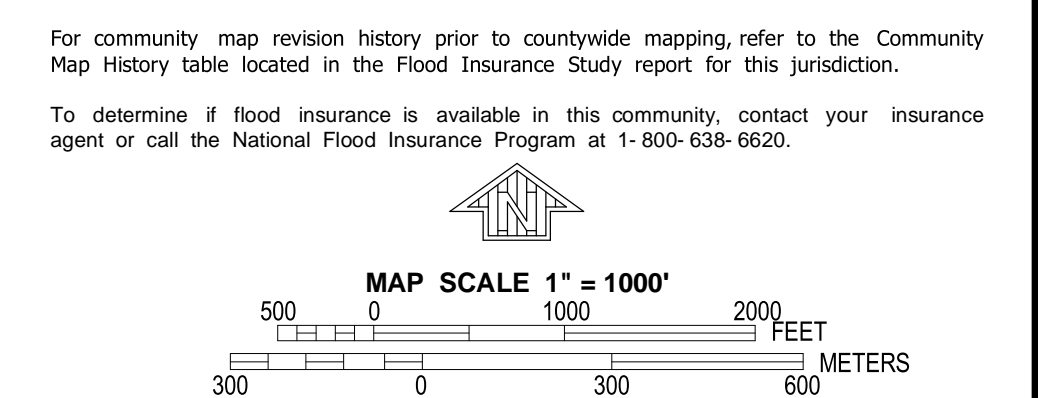 For community map revision history prior to countywide mapping, refer to the Community
Map History table located in the Flood Insurance Study report for this jurisdiction.
To determine if flood insurance is available in this community, contact your insurance
agent or call the National Flood Insurance Program at 1- 800- 638- 6620.
N
MAP SCALE 1" = 1000'
500 0 1000 2000
FEET
METERS
300 0 300 600